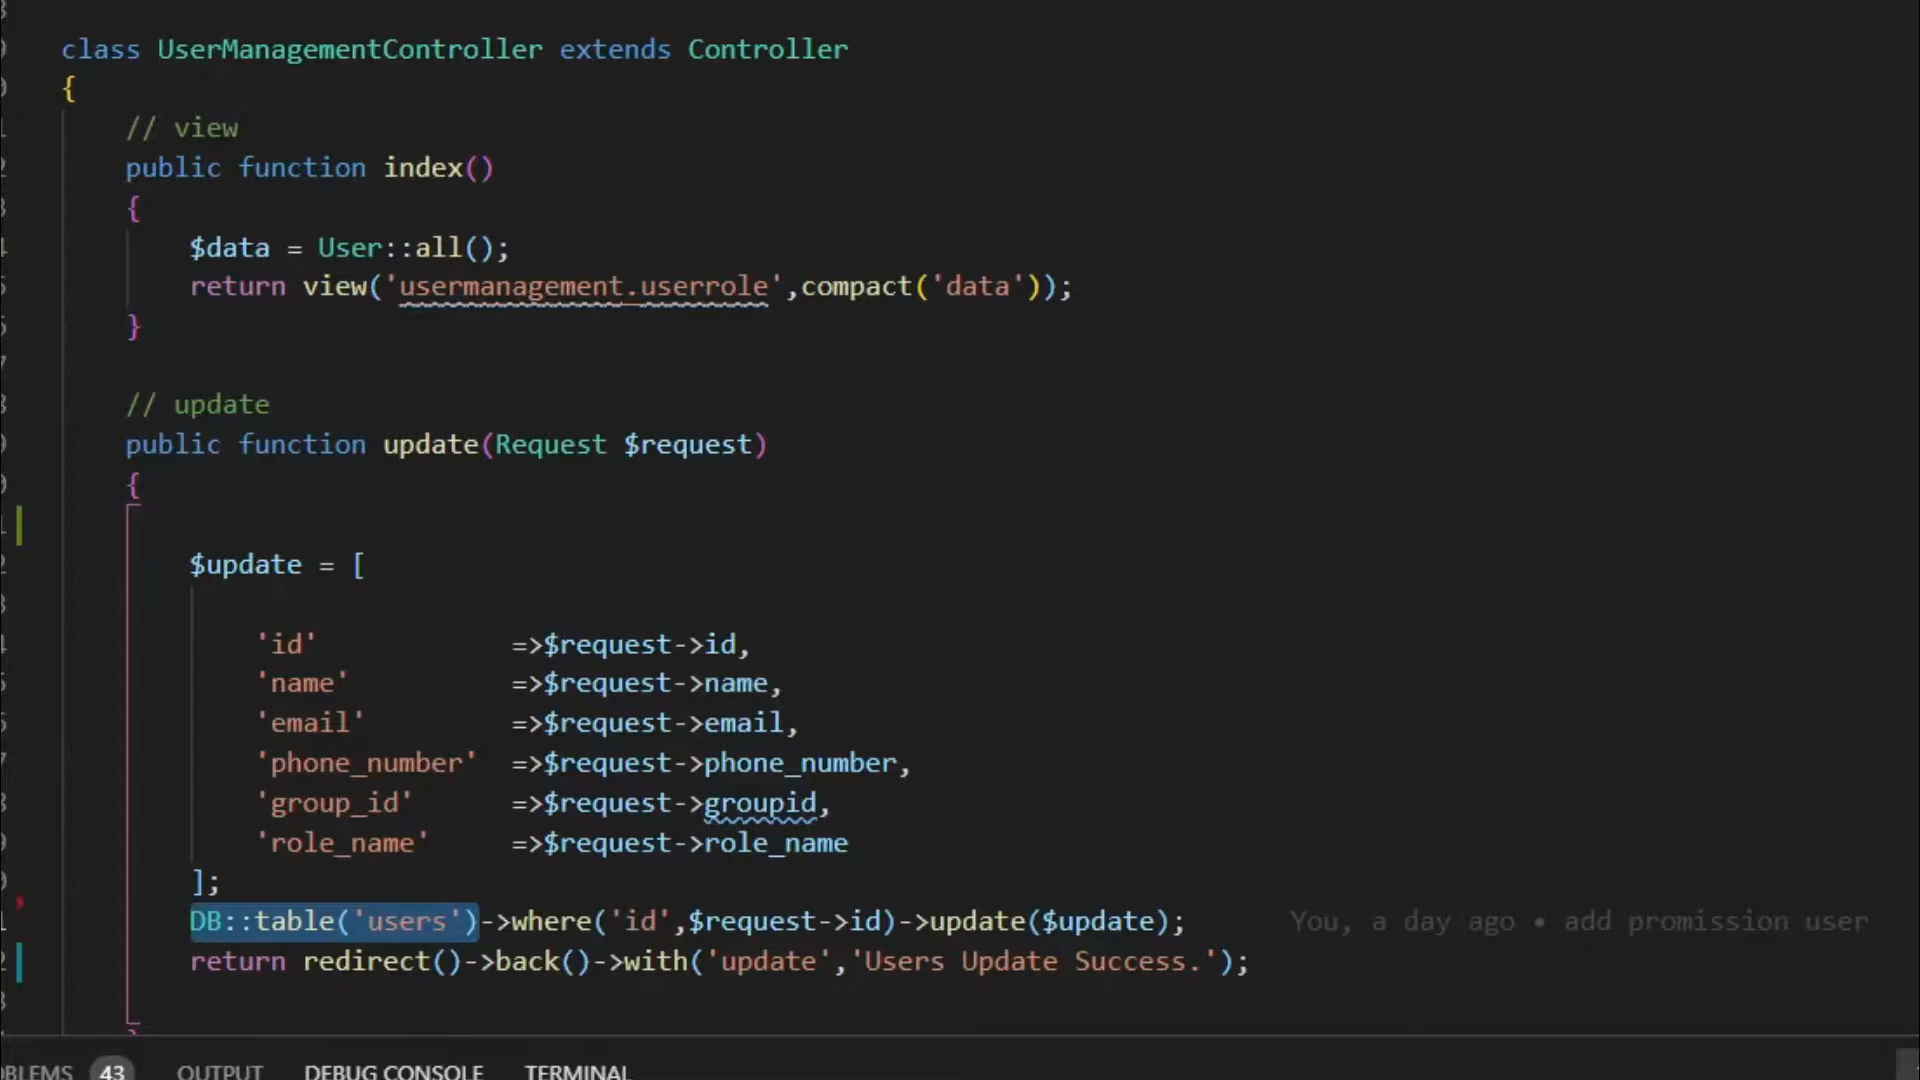 class UserManagementController extends Controller
{
// view
public function index()
{
$data = User::all();
return view('usermanagement.userrole',compact('data'));
}
// update
public function update(Request $request)
{
$update = [
'id' =>$request->id,
'name' =>$request->name,
'email' =>$request->email,
'phone_number' =>$request->phone_number,
'group_id' =>$request->groupid,
'role_name' =>$request->role_name
];
DB::table('users')->where('id',$request->id)->update($update); You, a day ago • add promission user
return redirect()->back()->with('update','Users Update Success.');
BLEMS 43 OUTPUT DEBUG CONSOLE TERMINAL